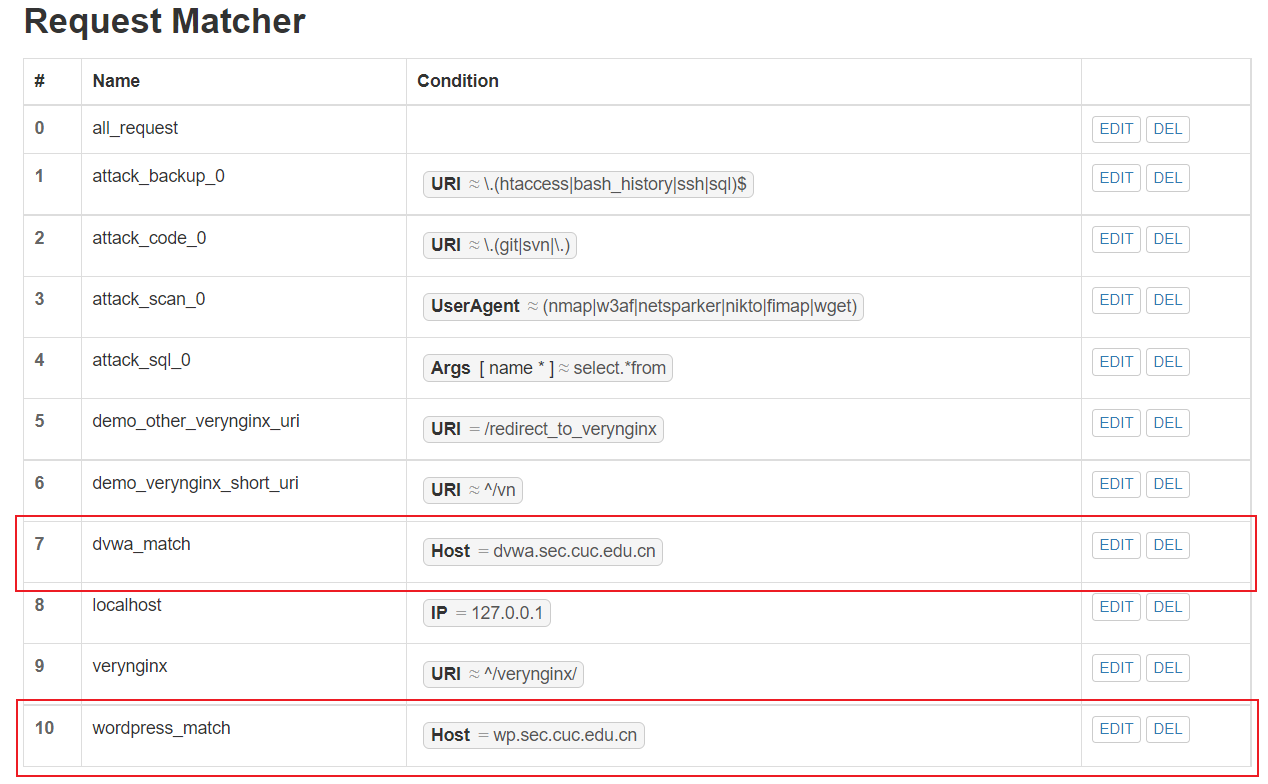 Request Matcher
# Name Condition
0 all_request EDIT DEL
1 attack_backup_0 URI ≈ \.(htaccess|bash_history|ssh|sql)$ EDIT DEL
2 attack_code_0 URI ≈ \.(git|svn|\.) EDIT DEL
3 attack_scan_0 UserAgent ≈ (nmap|w3af|netsparker|nikto|fimap|wget) EDIT DEL
4 attack_sql_0 Args [ name * ] ≈ select.*from EDIT DEL
5 demo_other_verynginx_uri URI = /redirect_to_verynginx EDIT DEL
6 demo_verynginx_short_uri URI ≈ ^/vn EDIT DEL
7 dvwa_match Host = dvwa.sec.cuc.edu.cn EDIT DEL
8 localhost IP = 127.0.0.1 EDIT DEL
9 verynginx URI ≈ ^/verynginx/ EDIT DEL
10 wordpress_match Host = wp.sec.cuc.edu.cn EDIT DEL